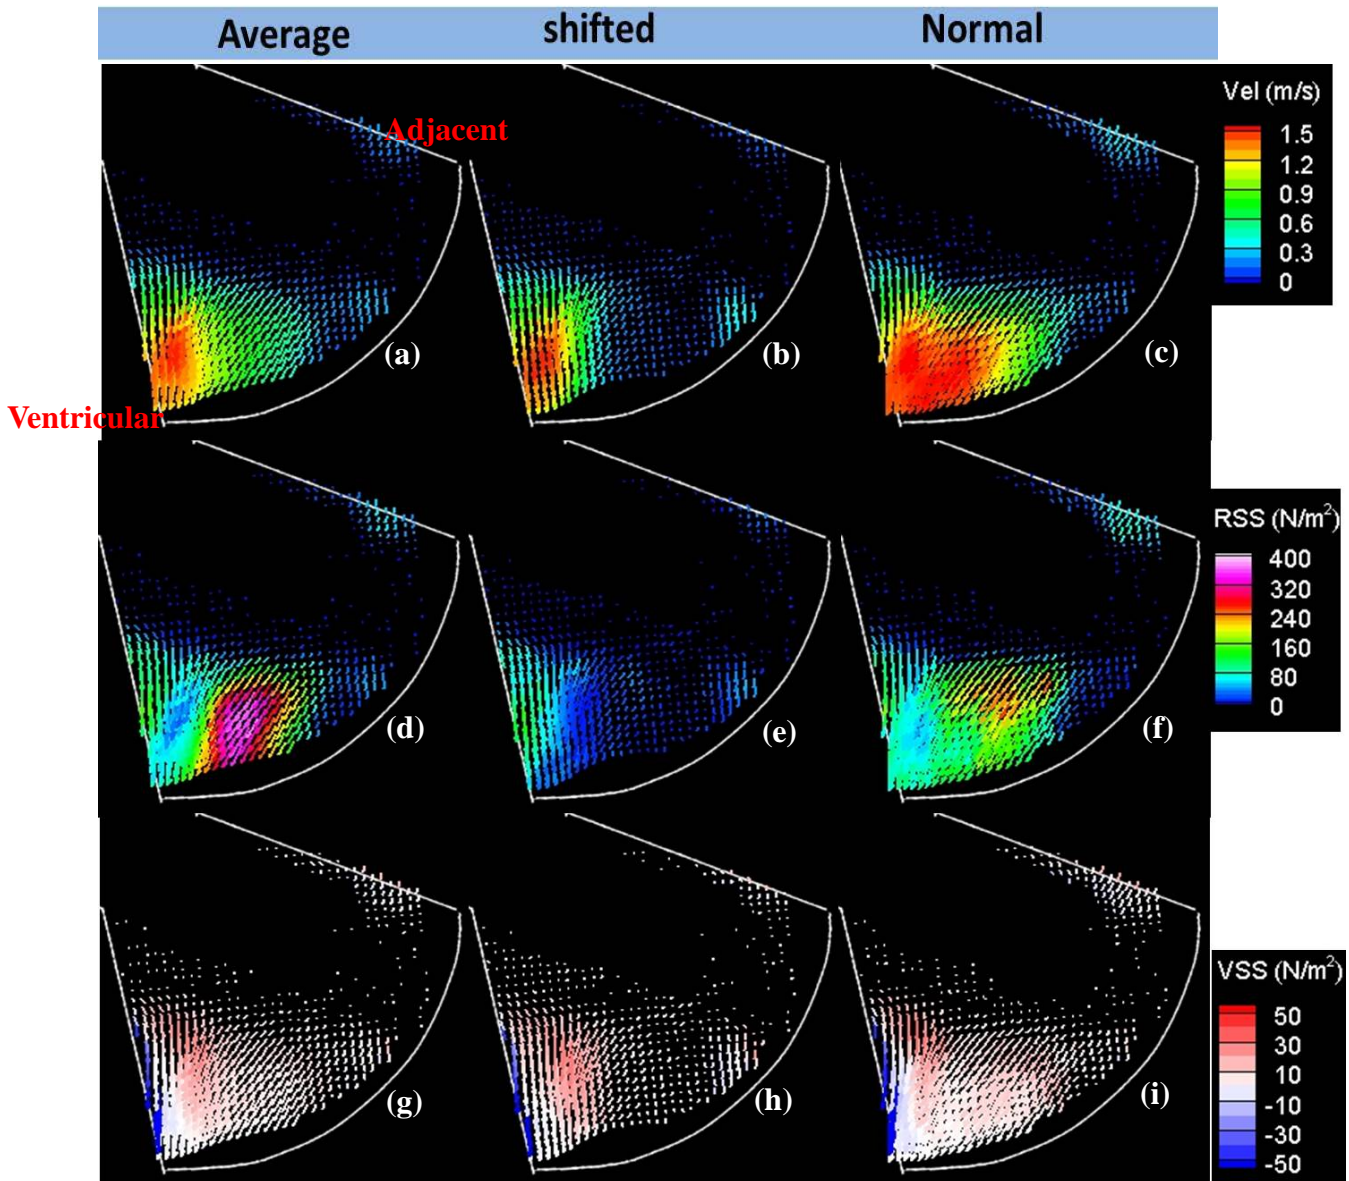 Average shifted Normal
Vel (m/s)
1.5
1.2
0.9
0.6
0.3
0
Adjacent
Ventricular
(a) (b) (c)
RSS (N/m²)
400
320
240
160
80
0
(d) (e) (f)
VSS (N/m²)
50
30
10
-10
-30
-50
(g) (h) (i)